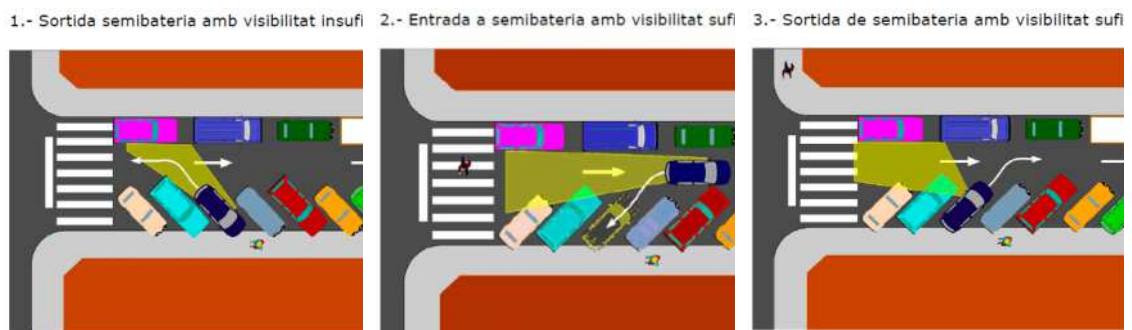 1.- Sortida semibateria amb visibilitat insufi
2.- Entrada a semibateria amb visibilitat sufi
3.- Sortida de semibateria amb visibilitat sufi